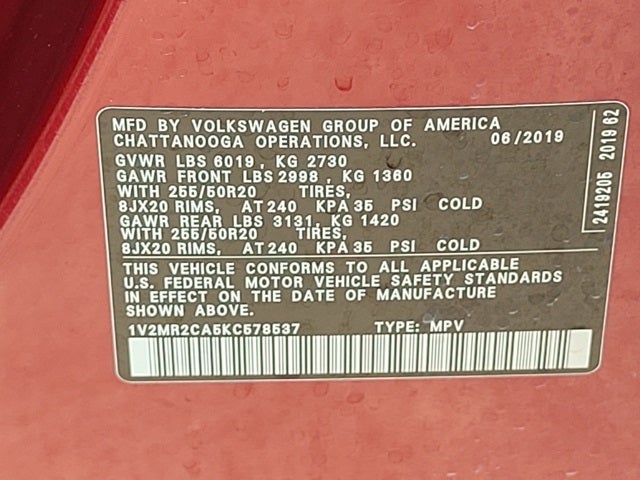 MFD BY VOLKSWAGEN GROUP OF AMERICA
CHATTANOOGA OPERATIONS, LLC. 06/2019
GVWR LBS 6019, KG 2730
GAWR FRONT LBS 2998, KG 1360
WITH 255/50R20 TIRES,
8JX20 RIMS, AT 240 KPA 35 PSI COLD
GAWR REAR LBS 3131, KG 1420
WITH 255/50R20 TIRES,
8JX20 RIMS, AT 240 KPA 35 PSI COLD
THIS VEHICLE CONFORMS TO ALL APPLICABLE
U.S. FEDERAL MOTOR VEHICLE SAFETY STANDARDS
IN EFFECT ON THE DATE OF MANUFACTURE
SHOWN ABOVE.
1V2MR2CA5KC578537 TYPE: MPV
2419205 2019 62